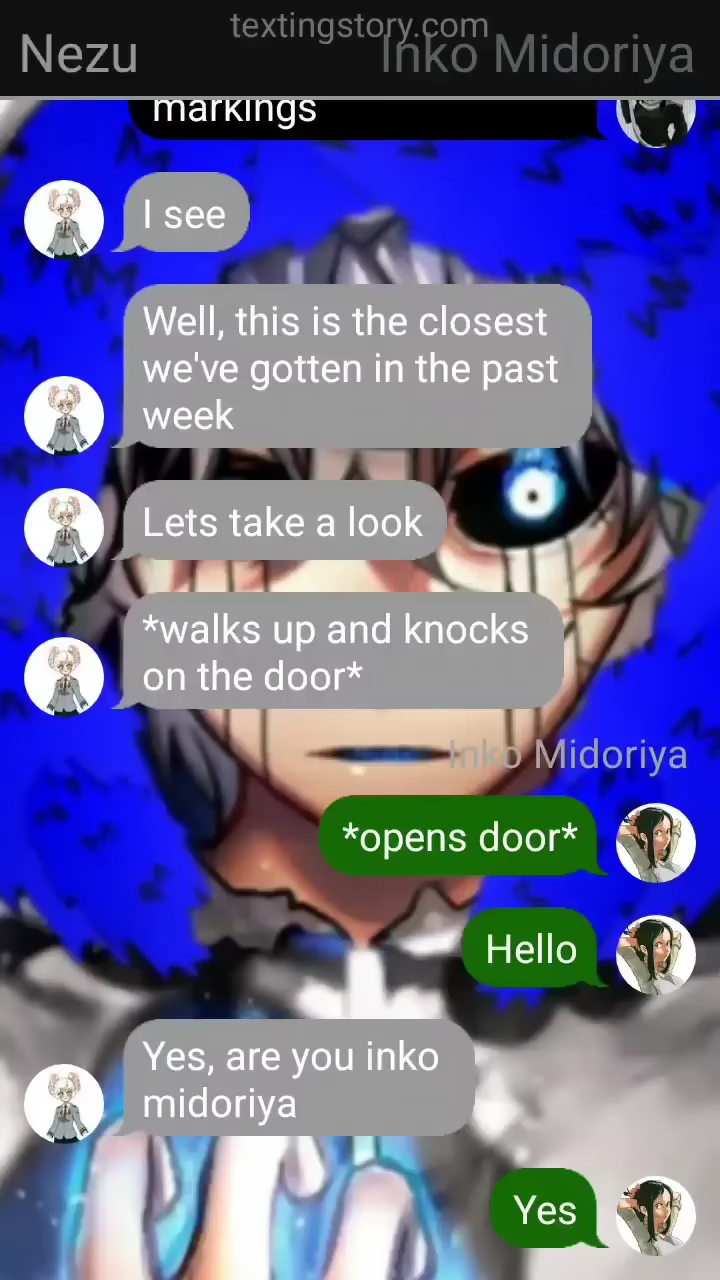 textingstory.com
Nezu
Inko Midoriya
markings
I see
Well, this is the closest
we've gotten in the past
week
Lets take a look
*walks up and knocks
on the door*
Inko Midoriya
*opens door*
Hello
Yes, are you inko
midoriya
Yes